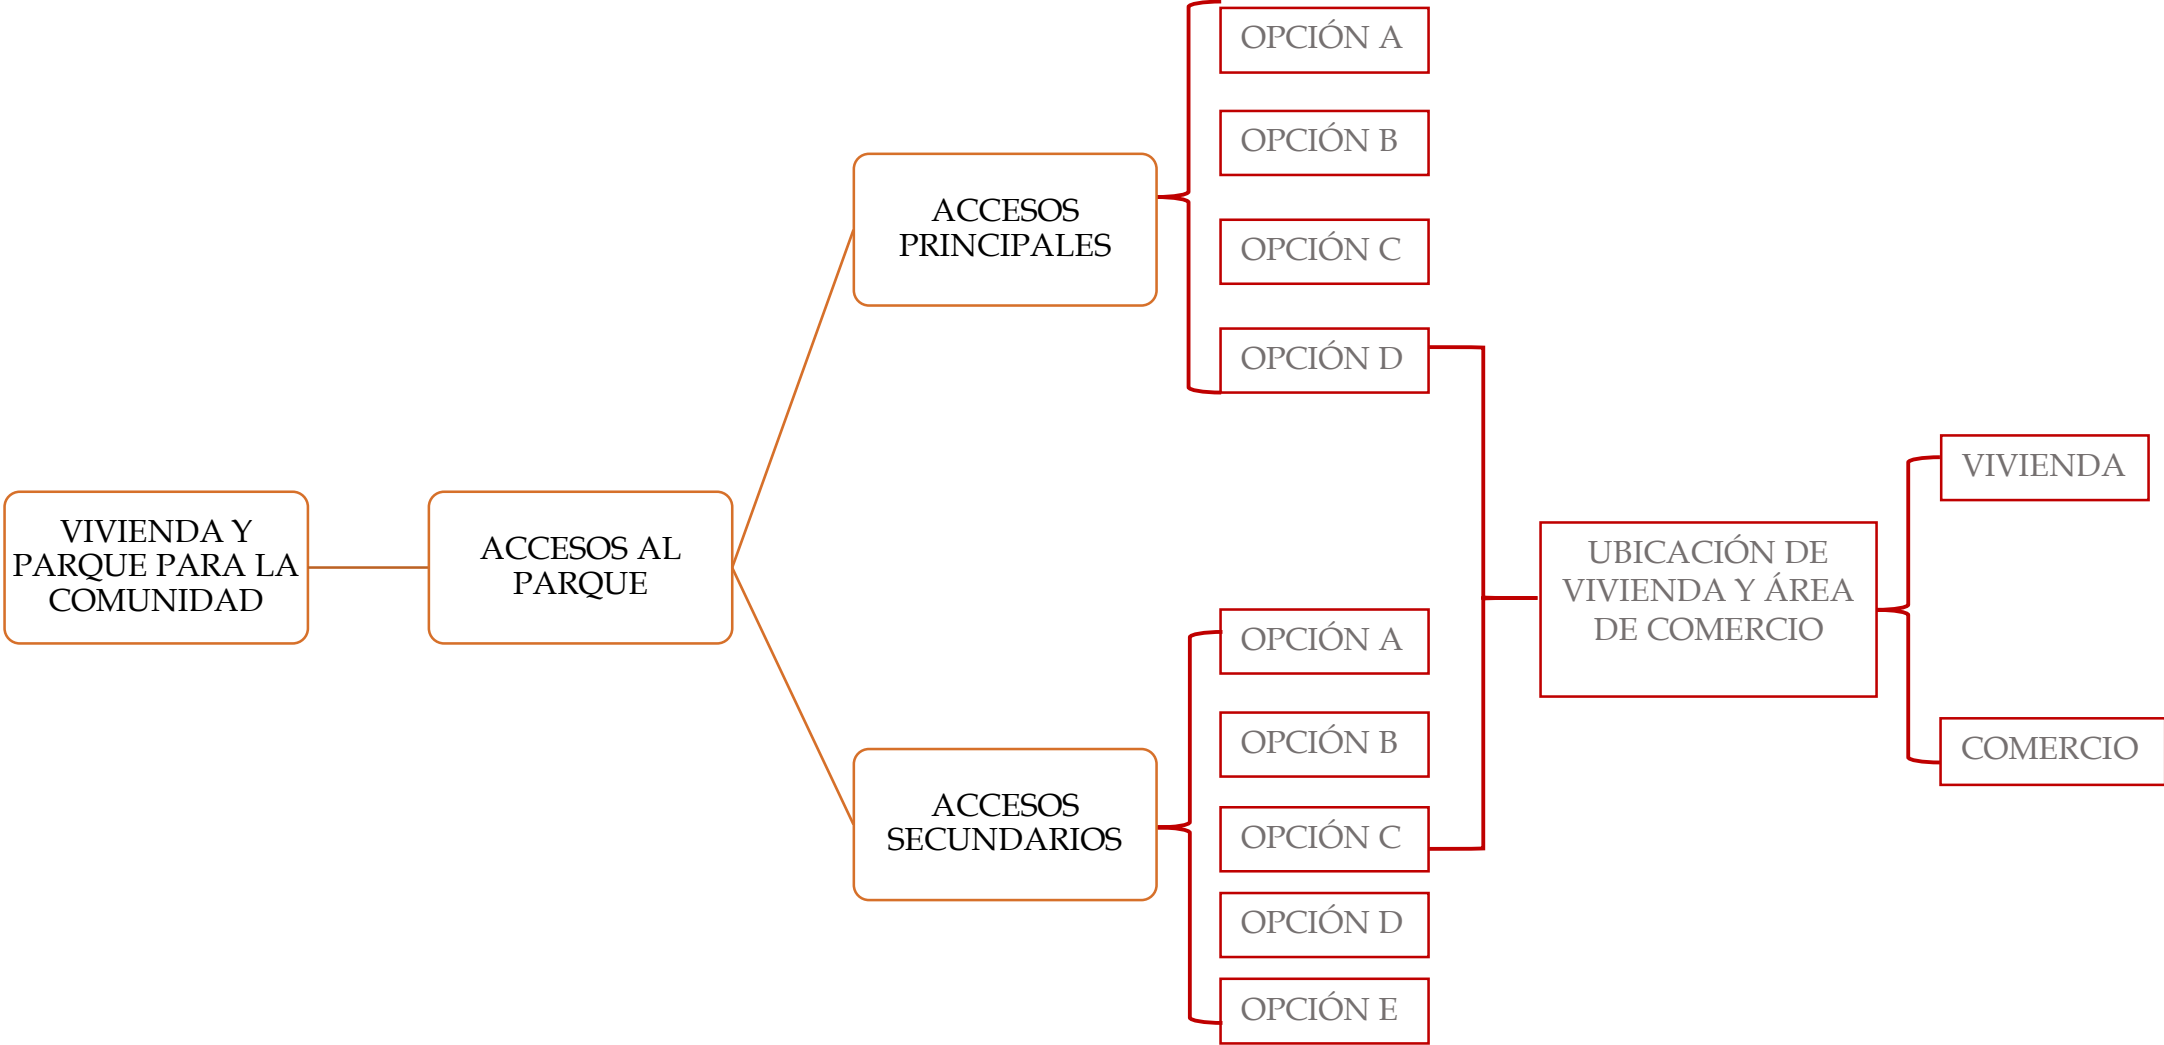 VIVIENDA Y
PARQUE PARA LA
COMUNIDAD
ACCESOS AL
PARQUE
ACCESOS
PRINCIPALES
OPCIÓN A
OPCIÓN B
OPCIÓN C
OPCIÓN D
ACCESOS
SECUNDARIOS
OPCIÓN A
OPCIÓN B
OPCIÓN C
OPCIÓN D
OPCIÓN E
UBICACIÓN DE
VIVIENDA Y ÁREA
DE COMERCIO
VIVIENDA
COMERCIO